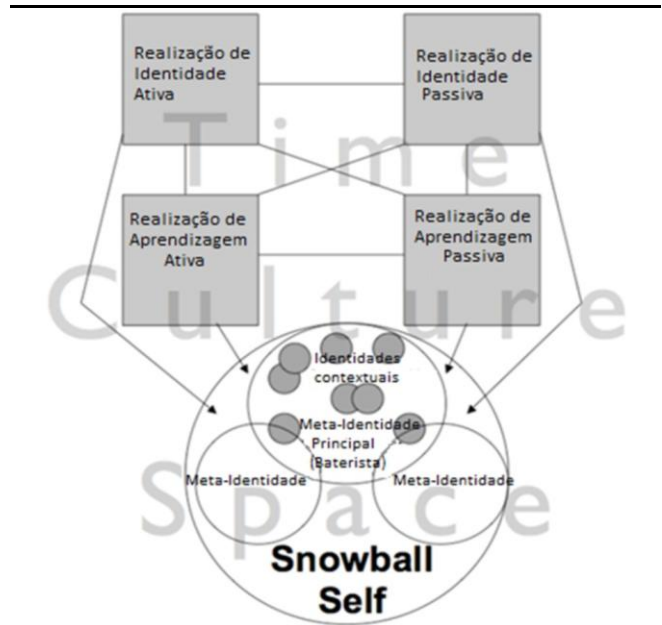 Realização de
Identidade
Ativa
Realização de
Identidade
Passiva
Time
Realização de
Aprendizagem
Ativa
Realização de
Aprendizagem
Passiva
Culture
Identidades
contextuais
Meta-Identidade
Principal
(Baterista)
Meta-Identidade
Meta-Identidade
Space
Snowball
Self